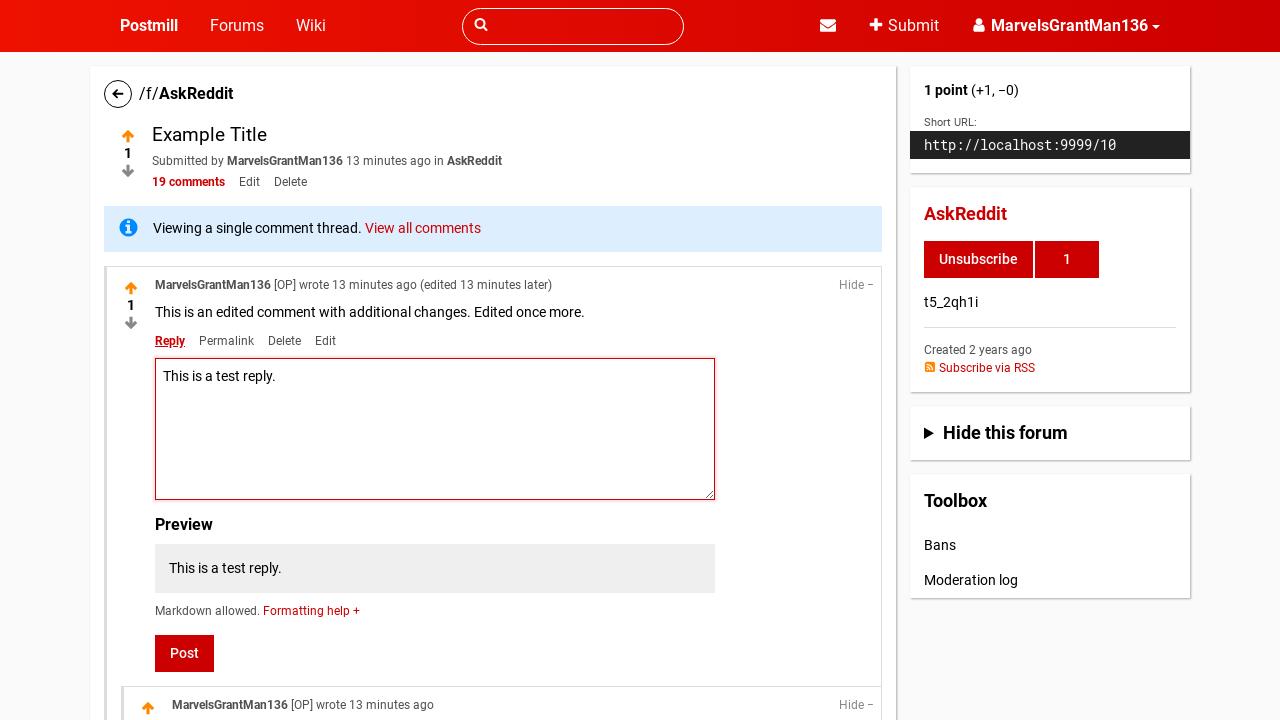 Postmill Forums Wiki Submit MarvelsGrantMan136
/f/AskReddit
1
Example Title
Submitted by MarvelsGrantMan136 13 minutes ago in AskReddit
19 comments Edit Delete
Viewing a single comment thread. View all comments
1
MarvelsGrantMan136 [OP] wrote 13 minutes ago (edited 13 minutes later) Hide −
This is an edited comment with additional changes. Edited once more.
Reply Permalink Delete Edit
This is a test reply.
Preview
This is a test reply.
Markdown allowed. Formatting help +
Post
MarvelsGrantMan136 [OP] wrote 13 minutes ago Hide −
1 point (+1, −0)
Short URL:
http://localhost:9999/10
AskReddit
Unsubscribe 1
t5_2qh1i
Created 2 years ago
Subscribe via RSS
Hide this forum
Toolbox
Bans
Moderation log